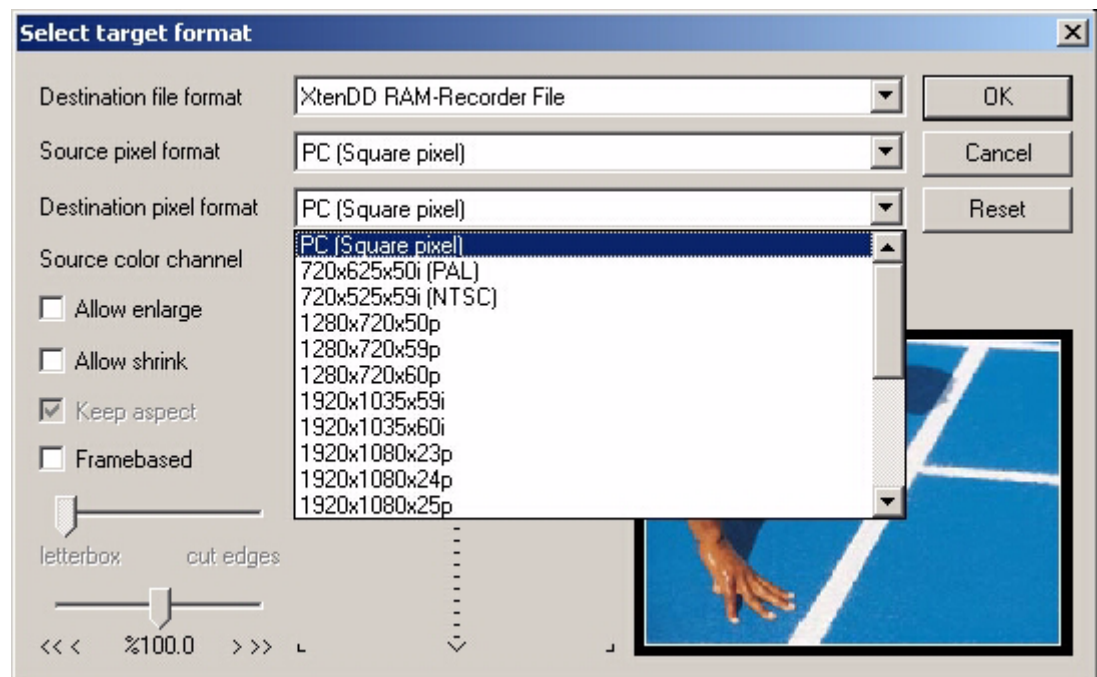 Select target format
Destination file format XtenDD RAM-Recorder File OK
Source pixel format PC (Square pixel) Cancel
Destination pixel format PC (Square pixel) Reset
PC (Square pixel)
Source color channel
720x625x50i (PAL)
720x525x59i (NTSC)
Allow enlarge
1280x720x50p
1280x720x59p
Allow shrink
1280x720x60p
1920x1035x59i
Keep aspect
1920x1035x60i
1920x1080x23p
Framebased
1920x1080x24p
1920x1080x25p
letterbox cut edges
<<< %100.0 >>>